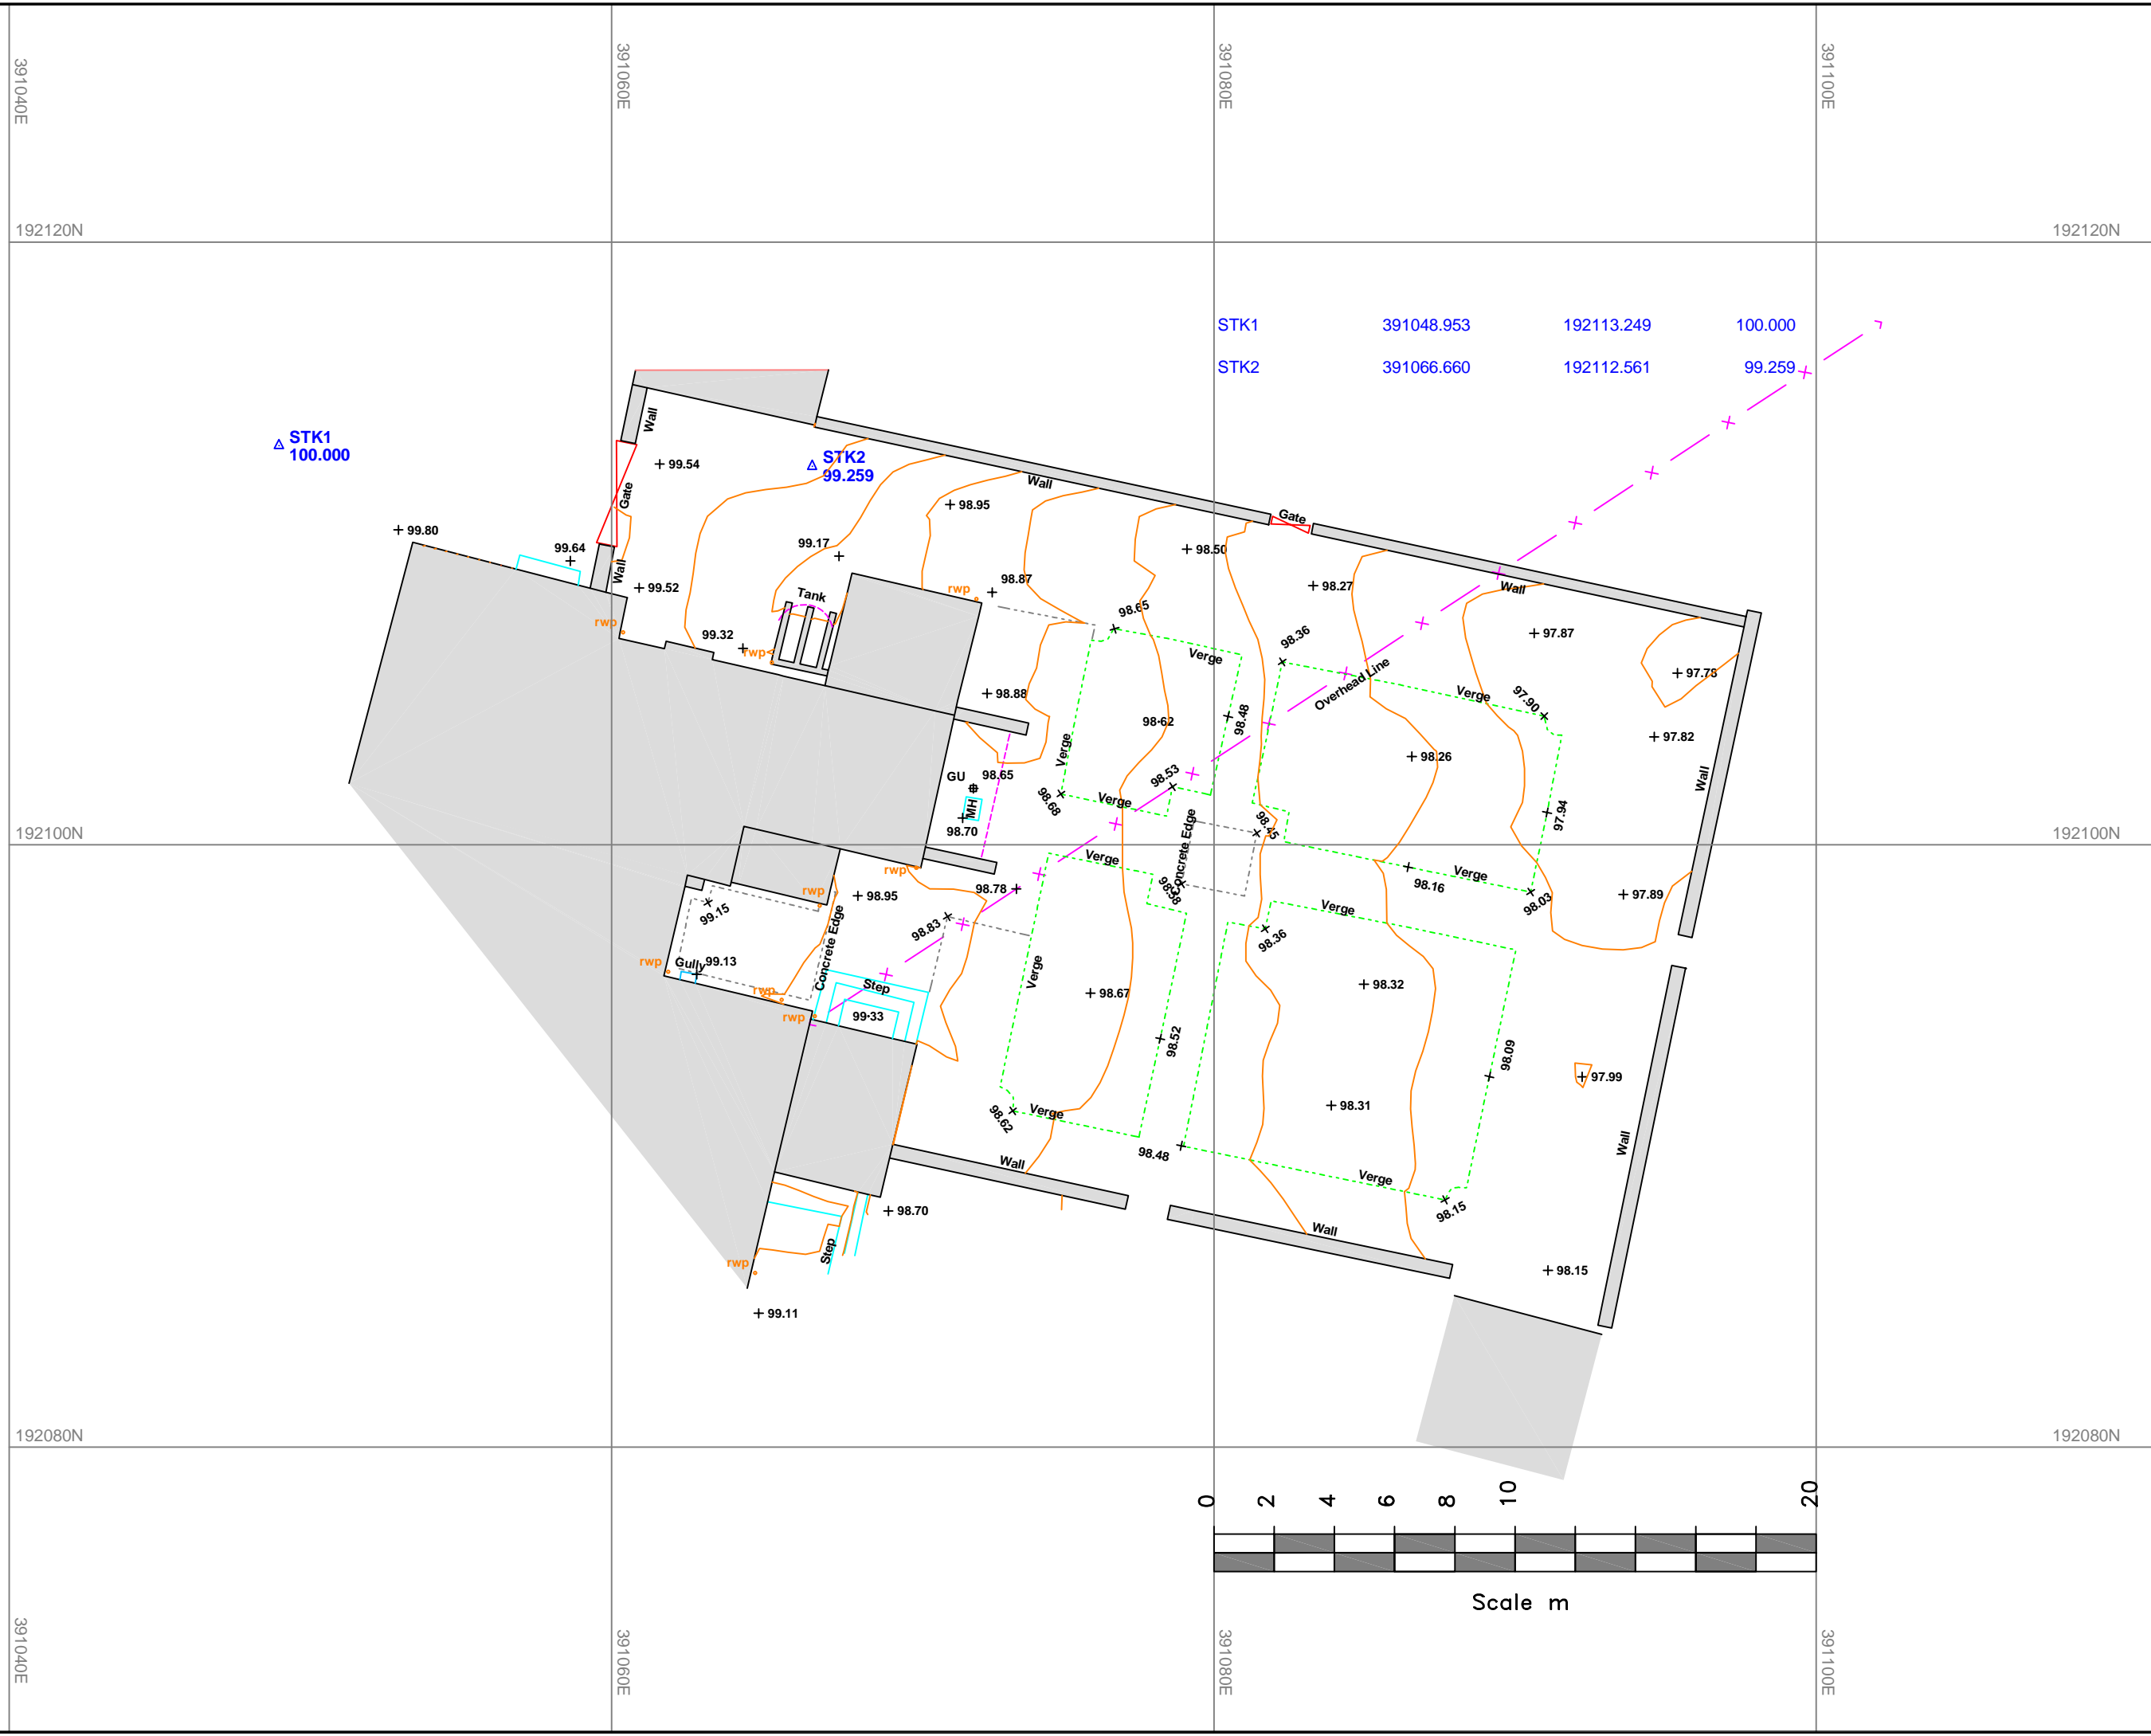 391040E
391060E
391080E
391100E
192120N
192120N
STK1 391048.953 192113.249 100.000
STK2 391066.660 192112.561 99.259
STK1
100.000
STK2
99.259
Wall
99.54
Gate
Wall
98.95
Gate
99.80
99.64
99.17
98.50
Wall
99.52
rwp
98.87
98.27
Wall
Tank
rwp
98.65
97.87
99.32
rwp
98.36
Verge
Overhead Line
97.78
98.88
98.62
98.48
Verge
97.90
97.82
Verge
98.26
Wall
GU
98.65
98.53
MH
98.70
98.68
Verge
97.94
Concrete Edge
98.45
192100N
192100N
rwp
98.78
Verge
98.58
98.16
Verge
98.03
97.89
rwp
98.95
99.15
98.83
Concrete Edge
Verge
98.36
rwp
Gully
99.13
Verge
Step
rwp
98.67
98.32
rwp
99.33
98.52
98.09
97.99
98.62
Verge
98.31
Wall
98.48
Wall
Verge
98.15
98.70
Wall
Step
rwp
98.15
99.11
192080N
192080N
0 2 4 6 8 10 20
Scale m
391040E
391060E
391080E
391100E